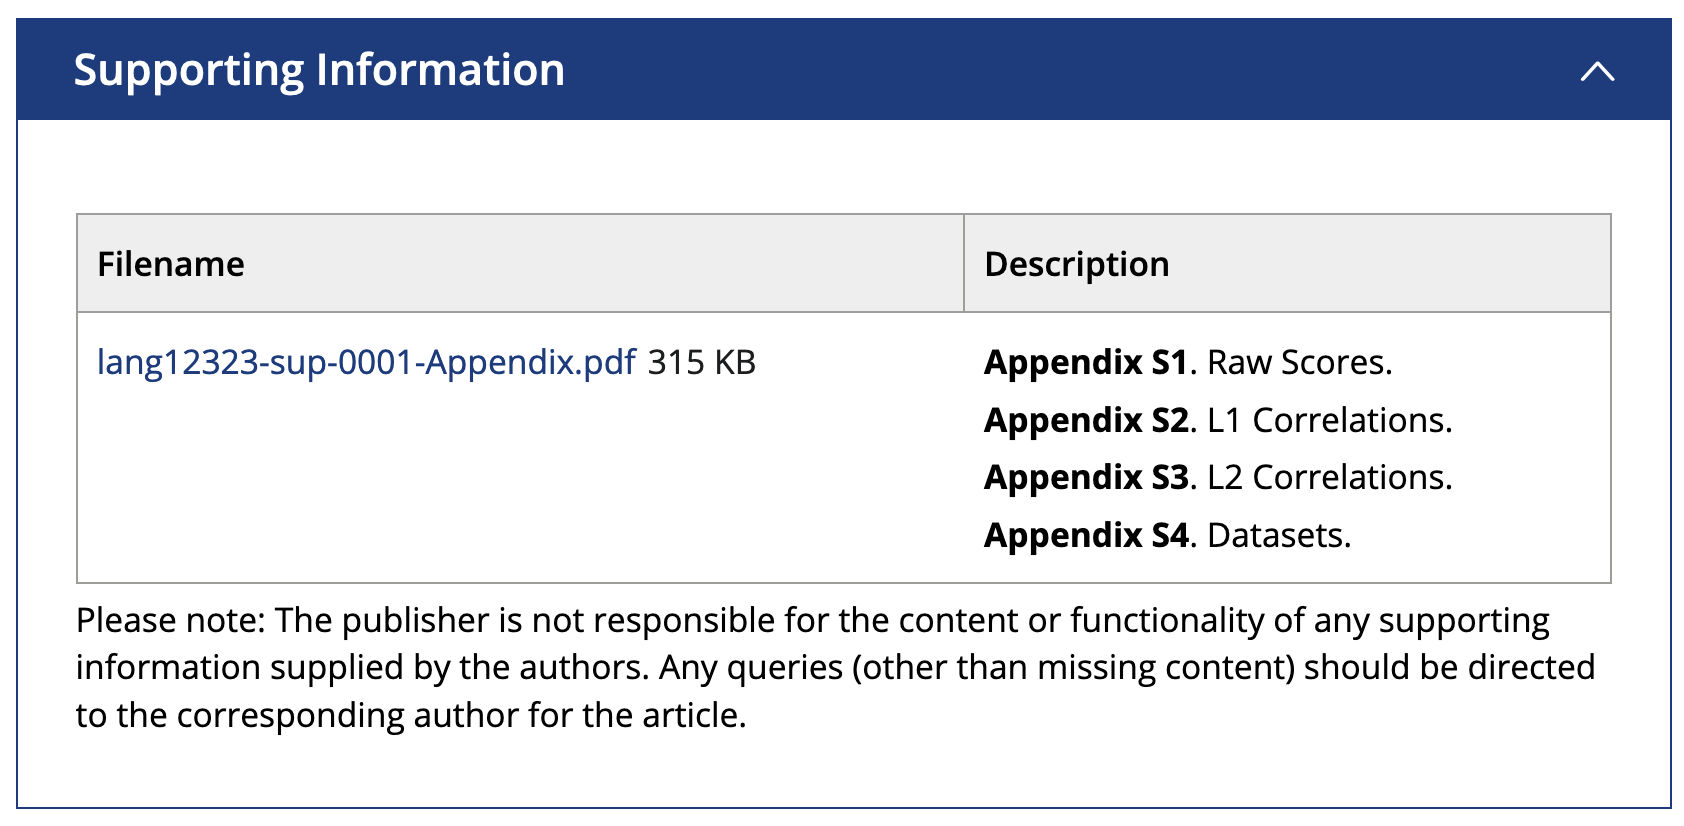 Supporting Information
Filename
Description
lang12323-sup-0001-Appendix.pdf 315 KB
Appendix S1. Raw Scores.
Appendix S2. L1 Correlations.
Appendix S3. L2 Correlations.
Appendix S4. Datasets.
Please note: The publisher is not responsible for the content or functionality of any supporting
information supplied by the authors. Any queries (other than missing content) should be directed
to the corresponding author for the article.